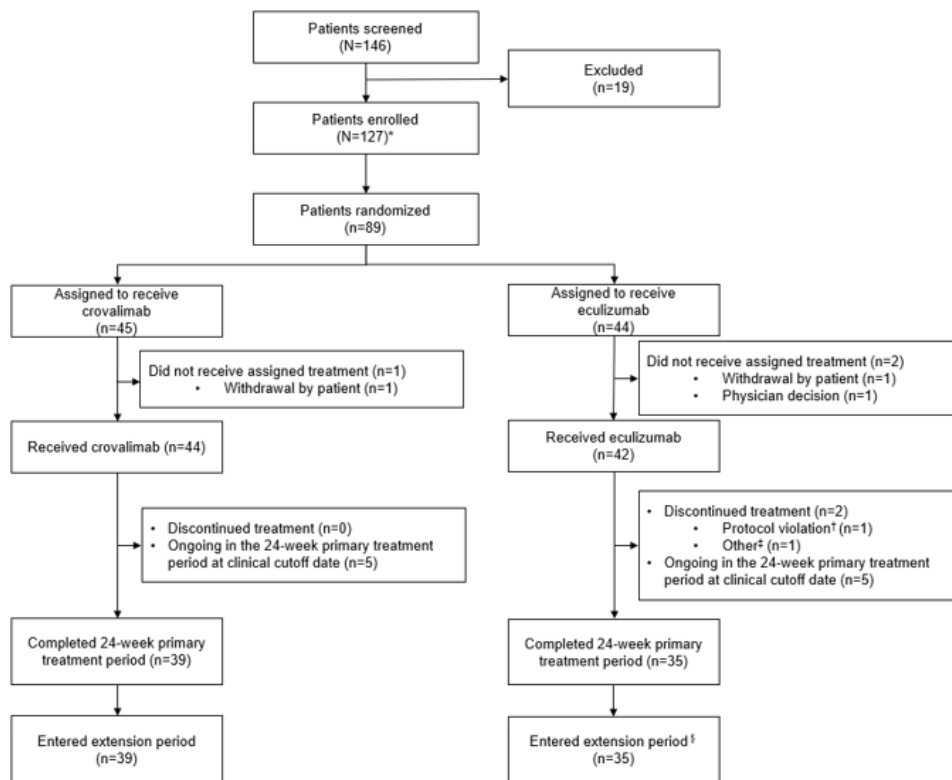 Patients screened
(N=146)
Excluded
(n=19)
Patients enrolled
(N=127)*
Patients randomized
(n=89)
Assigned to receive
crovalimab
(n=45)
Assigned to receive
eculizumab
(n=44)
Did not receive assigned treatment (n=1)
• Withdrawal by patient (n=1)
Did not receive assigned treatment (n=2)
• Withdrawal by patient (n=1)
• Physician decision (n=1)
Received crovalimab (n=44)
Received eculizumab
(n=42)
• Discontinued treatment (n=0)
• Ongoing in the 24-week primary treatment
period at clinical cutoff date (n=5)
• Discontinued treatment (n=2)
• Protocol violation† (n=1)
• Other‡ (n=1)
• Ongoing in the 24-week primary treatment
period at clinical cutoff date (n=5)
Completed 24-week primary
treatment period (n=39)
Completed 24-week primary
treatment period (n=35)
Entered extension period
(n=39)
Entered extension period§
(n=35)